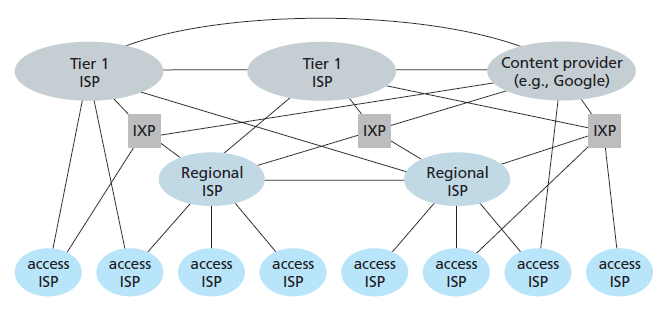 Tier 1
ISP
Tier 1
ISP
Content provider
(e.g., Google)
IXP
IXP
IXP
Regional
ISP
Regional
ISP
access
ISP
access
ISP
access
ISP
access
ISP
access
ISP
access
ISP
access
ISP
access
ISP